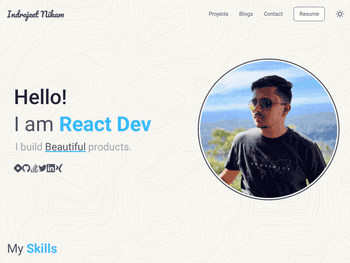 Indrajeet Nikam
Projects Blogs Contact Resume
Hello!
I am React Dev
I build Beautiful products.
My Skills